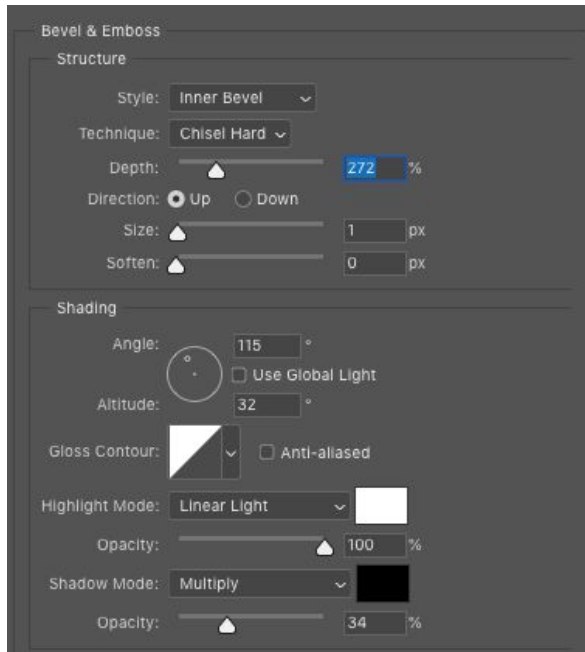 Bevel & Emboss
Structure
Style: Inner Bevel
Technique: Chisel Hard
Depth: 272 %
Direction: Up Down
Size: 1 px
Soften: 0 px
Shading
Angle: 115 °
Use Global Light
Altitude: 32 °
Gloss Contour: Anti-aliased
Highlight Mode: Linear Light
Opacity: 100 %
Shadow Mode: Multiply
Opacity: 34 %